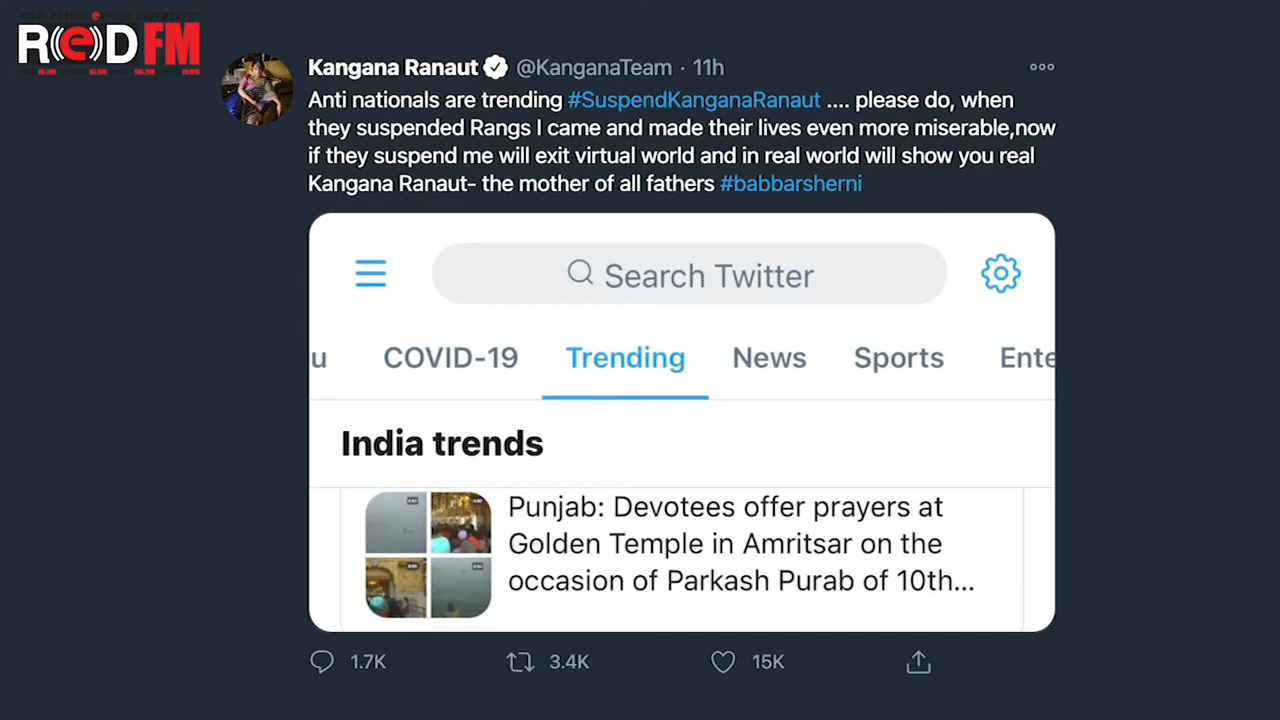 REFLECTING ETHNIC DIVERSITY
ReD FM
Kangana Ranaut @KanganaTeam · 11h
Anti nationals are trending #SuspendKanganaRanaut .... please do, when
they suspended Rangs I came and made their lives even more miserable,now
if they suspend me will exit virtual world and in real world will show you real
Kangana Ranaut- the mother of all fathers #babbarsherni
Search Twitter
u COVID-19 Trending News Sports Ente
India trends
Punjab: Devotees offer prayers at
Golden Temple in Amritsar on the
occasion of Parkash Purab of 10th...
1.7K 3.4K 15K